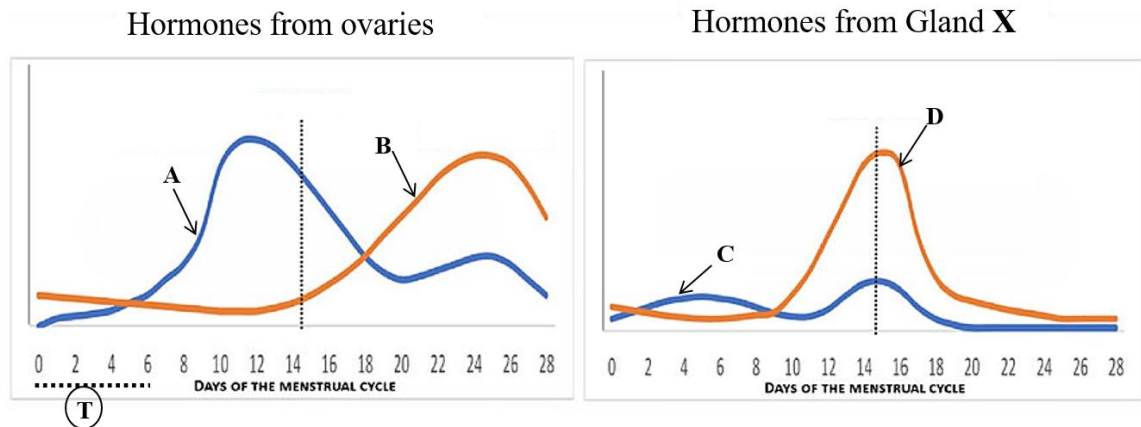 Hormones from ovaries
A
B
0 2 4 6 8 10 12 14 16 18 20 22 24 26 28
DAYS OF THE MENSTRUAL CYCLE
T
Hormones from Gland X
D
C
0 2 4 6 8 10 12 14 16 18 20 22 24 26 28
DAYS OF THE MENSTRUAL CYCLE